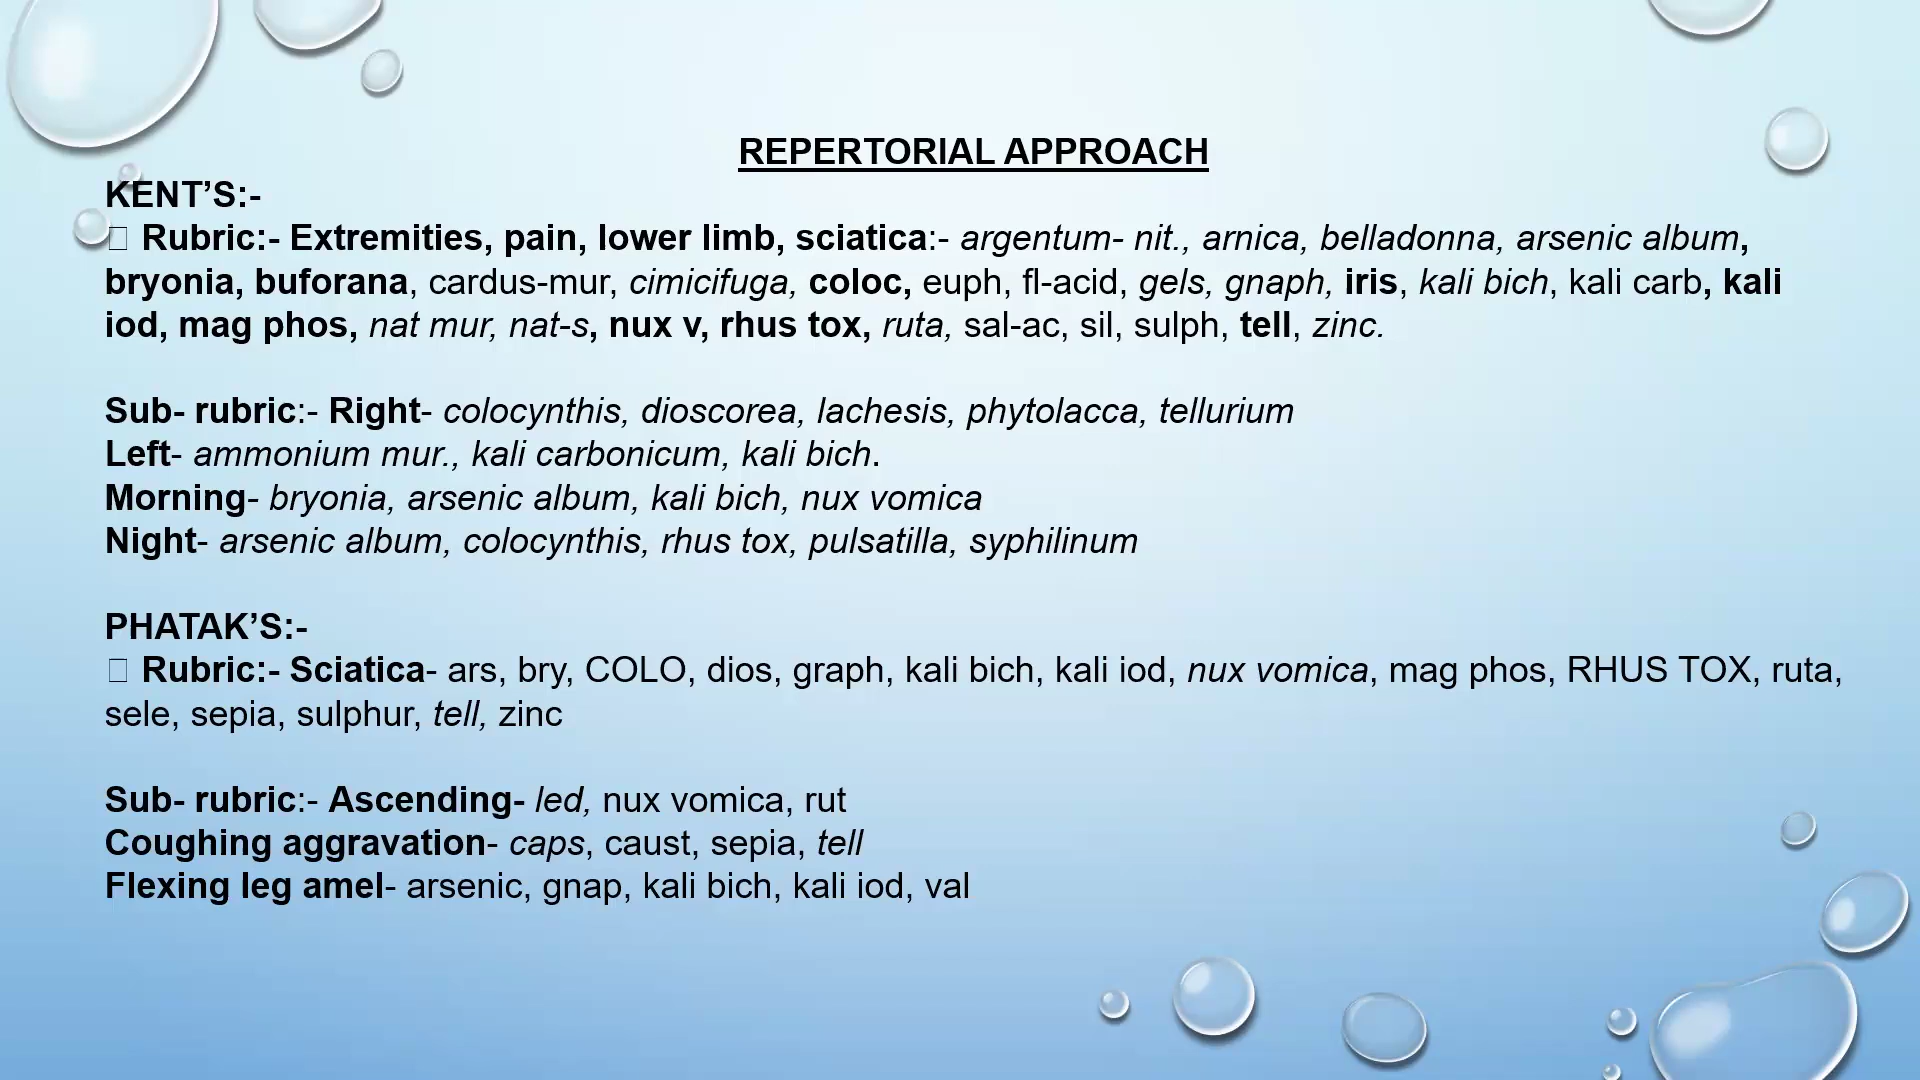 REPERTORIAL APPROACH
KENT’S:-
Rubric:- Extremities, pain, lower limb, sciatica:- argentum- nit., arnica, belladonna, arsenic album,
bryonia, buforana, cardus-mur, cimicifuga, coloc, euph, fl-acid, gels, gnaph, iris, kali bich, kali carb, kali
iod, mag phos, nat mur, nat-s, nux v, rhus tox, ruta, sal-ac, sil, sulph, tell, zinc.
Sub- rubric:- Right- colocynthis, dioscorea, lachesis, phytolacca, tellurium
Left- ammonium mur., kali carbonicum, kali bich.
Morning- bryonia, arsenic album, kali bich, nux vomica
Night- arsenic album, colocynthis, rhus tox, pulsatilla, syphilinum
PHATAK’S:-
Rubric:- Sciatica- ars, bry, COLO, dios, graph, kali bich, kali iod, nux vomica, mag phos, RHUS TOX, ruta,
sele, sepia, sulphur, tell, zinc
Sub- rubric:- Ascending- led, nux vomica, rut
Coughing aggravation- caps, caust, sepia, tell
Flexing leg amel- arsenic, gnap, kali bich, kali iod, val